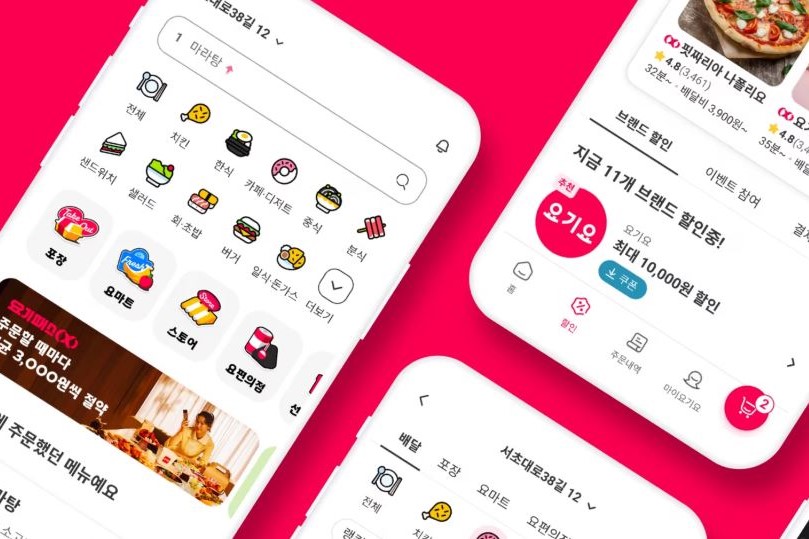 서초대로38길 12
1 마라탕
전체
치킨
한식
카페·디저트
중식
분식
샌드위치
샐러드
회·초밥
버거
일식·돈가스
더보기
Take Out
포장
Fresh
요마트
Store
스토어
요편의점
요기패스
주문할 때마다
3,000원씩 절약
주문했던 메뉴예요
핏짜리아 나폴리요
4.8(3,461)
32분~ · 배달비 3,900원~
4.8
35분~
브랜드 할인
이벤트 참여
지금 11개 브랜드 할인중!
추천
요기요
요기요
최대 10,000원 할인
쿠폰
홈
할인
주문내역
마이요기요
2
서초대로38길 12
배달
포장
요마트
요편의점
전체